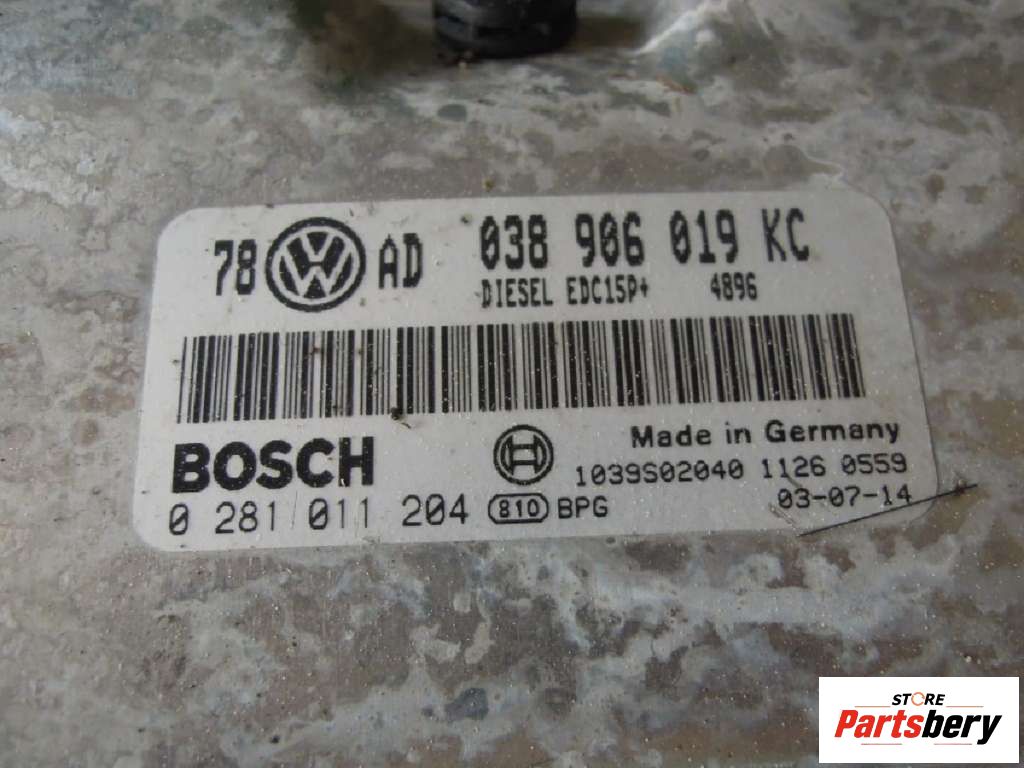 78 VW AD 038 906 019 KC
DIESEL EDC15P+ 4896
BOSCH
Made in Germany
1039S02040 1126 0559
0 281 011 204 810 BPG 03-07-14
STORE
Partsbery